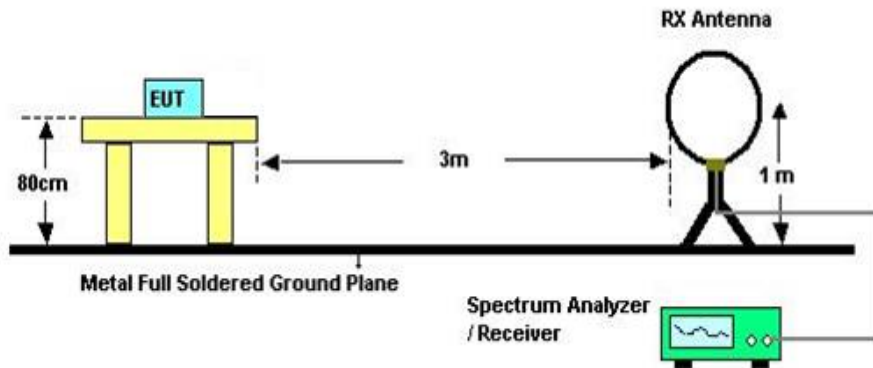 RX Antenna
EUT
80cm
3m
1 m
Metal Full Soldered Ground Plane
Spectrum Analyzer
/ Receiver